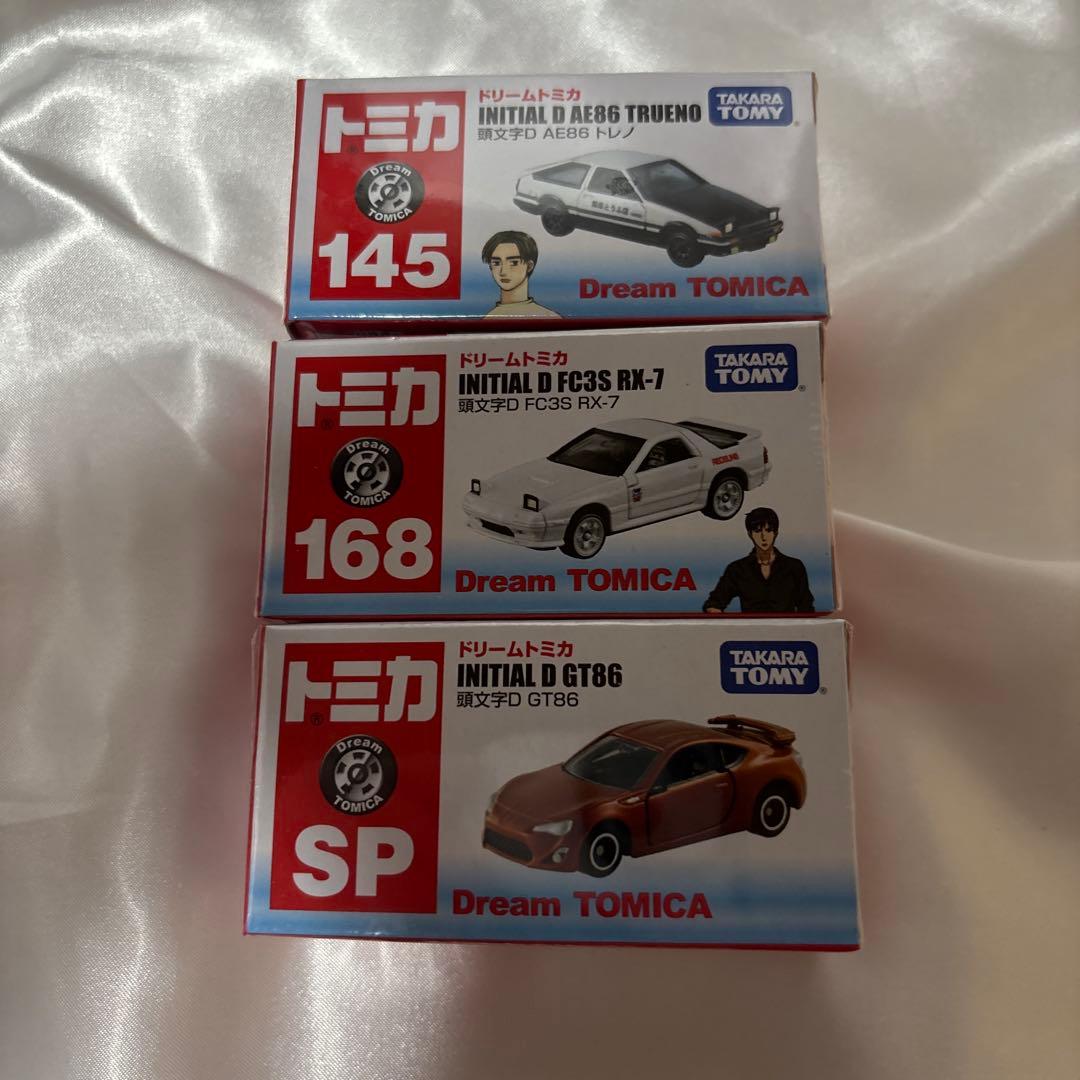 トミカ
Dream
TOMICA
145
ドリームトミカ
INITIAL D AE86 TRUENO
頭文字D AE86 トレノ
TAKARA
TOMY
Dream TOMICA
トミカ
Dream
TOMICA
168
ドリームトミカ
INITIAL D FC3S RX-7
頭文字D FC3S RX-7
TAKARA
TOMY
REDSUNS
Dream TOMICA
トミカ
Dream
TOMICA
SP
ドリームトミカ
INITIAL D GT86
頭文字D GT86
TAKARA
TOMY
Dream TOMICA